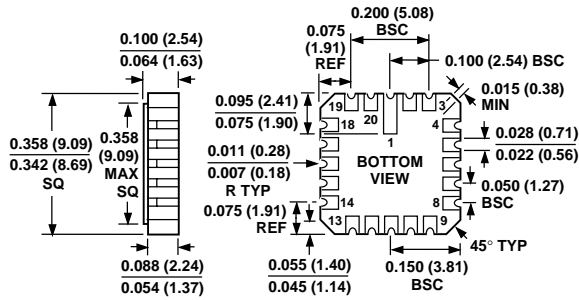 0.100 (2.54)
0.064 (1.63)
0.358 (9.09)
0.342 (8.69)
SQ
0.358
(9.09)
MAX
SQ
0.088 (2.24)
0.054 (1.37)
0.075
(1.91)
REF
0.200 (5.08)
BSC
0.100 (2.54) BSC
0.015 (0.38)
MIN
0.095 (2.41)
0.075 (1.90)
19
20
3
18
4
1
0.028 (0.71)
0.022 (0.56)
0.011 (0.28)
0.007 (0.18)
R TYP
BOTTOM
VIEW
0.050 (1.27)
BSC
0.075 (1.91)
REF
14
8
13
9
45° TYP
0.055 (1.40)
0.045 (1.14)
0.150 (3.81)
BSC